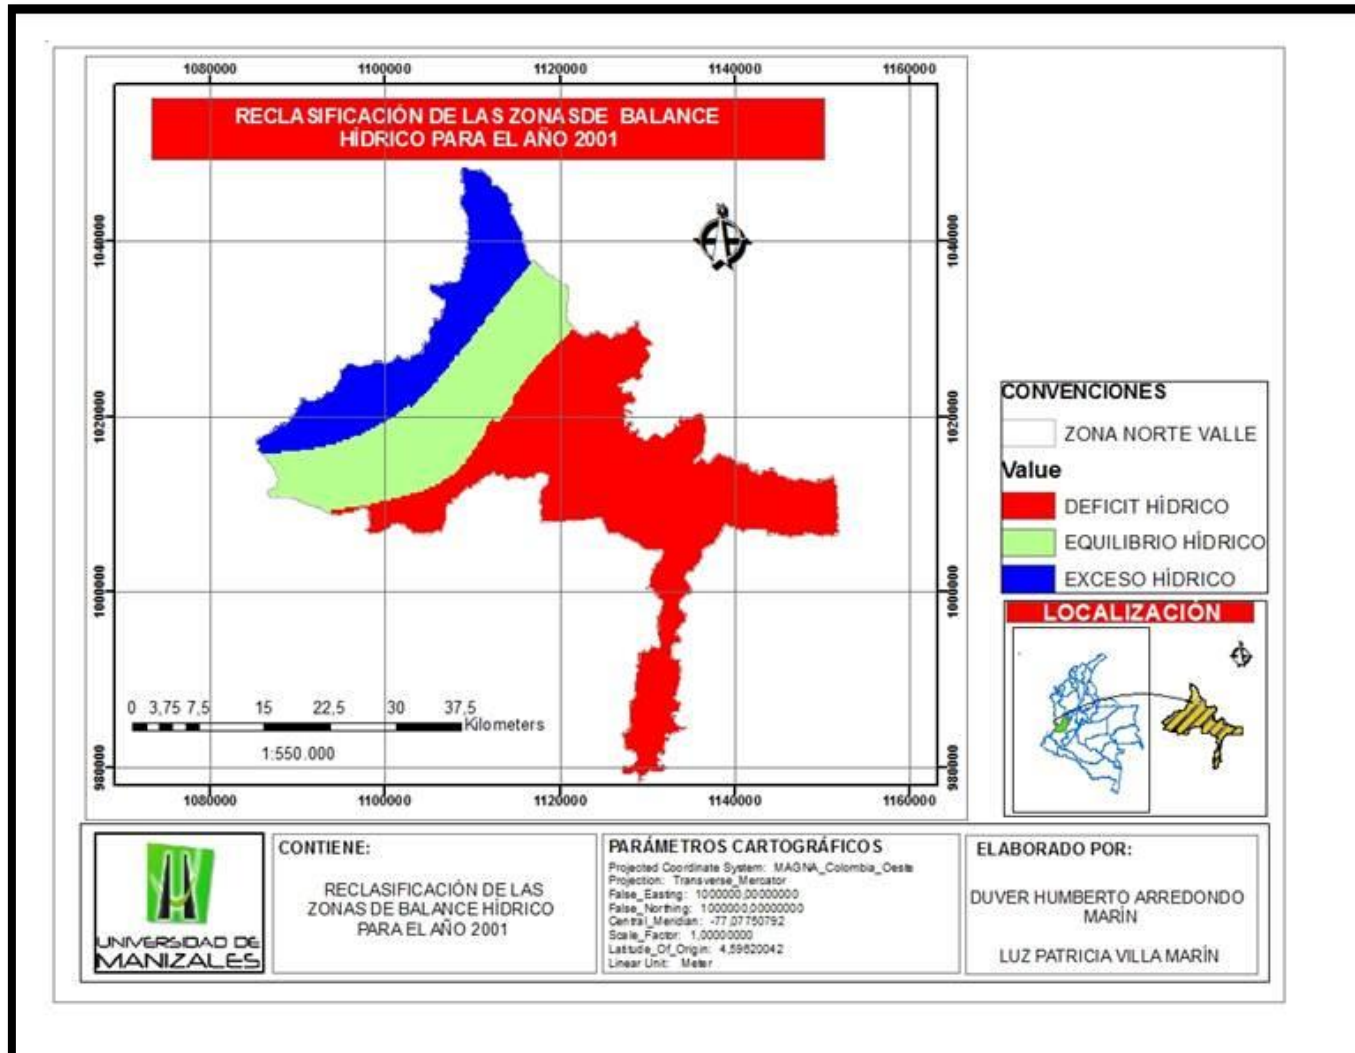 1080000 1100000 1120000 1140000 1160000
RECLASIFICACIÓN DE LAS ZONASDE BALANCE
HÍDRICO PARA EL AÑO 2001
1040000 1040000
1020000 1020000
1000000 1000000
980000 980000
CONVENCIONES
ZONA NORTE VALLE
Value
DEFICIT HÍDRICO
EQUILIBRIO HÍDRICO
EXCESO HÍDRICO
LOCALIZACIÓN
0 3,75 7,5 15 22,5 30 37,5
Kilometers
1:550.000
1080000 1100000 1120000 1140000 1160000
UNIVERSIDAD DE
MANIZALES
CONTIENE:
RECLASIFICACIÓN DE LAS
ZONAS DE BALANCE HÍDRICO
PARA EL AÑO 2001
PARÁMETROS CARTOGRÁFICOS
Projected Coordinate System: MAGNA_Colombia_Oeste
Projection: Transverse_Mercator
False_Easting: 1000000,00000000
False_Northing: 1000000,00000000
Central_Meridian: -77,07750792
Scale_Factor: 1,00000000
Latitude_Of_Origin: 4,59620042
Linear Unit: Meter
ELABORADO POR:
DUVER HUMBERTO ARREDONDO
MARÍN
LUZ PATRICIA VILLA MARÍN